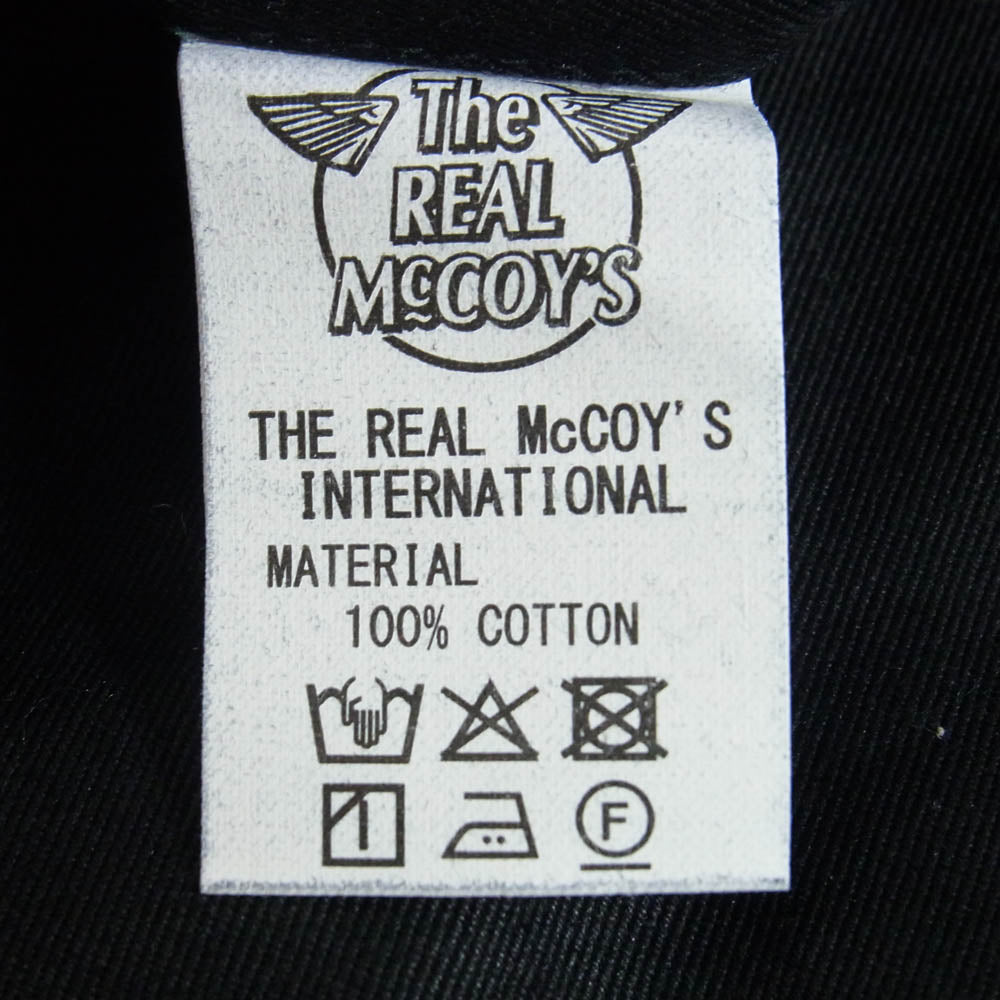 The
REAL
McCOY'S
THE REAL McCOY'S
INTERNATIONAL
MATERIAL
100% COTTON
F